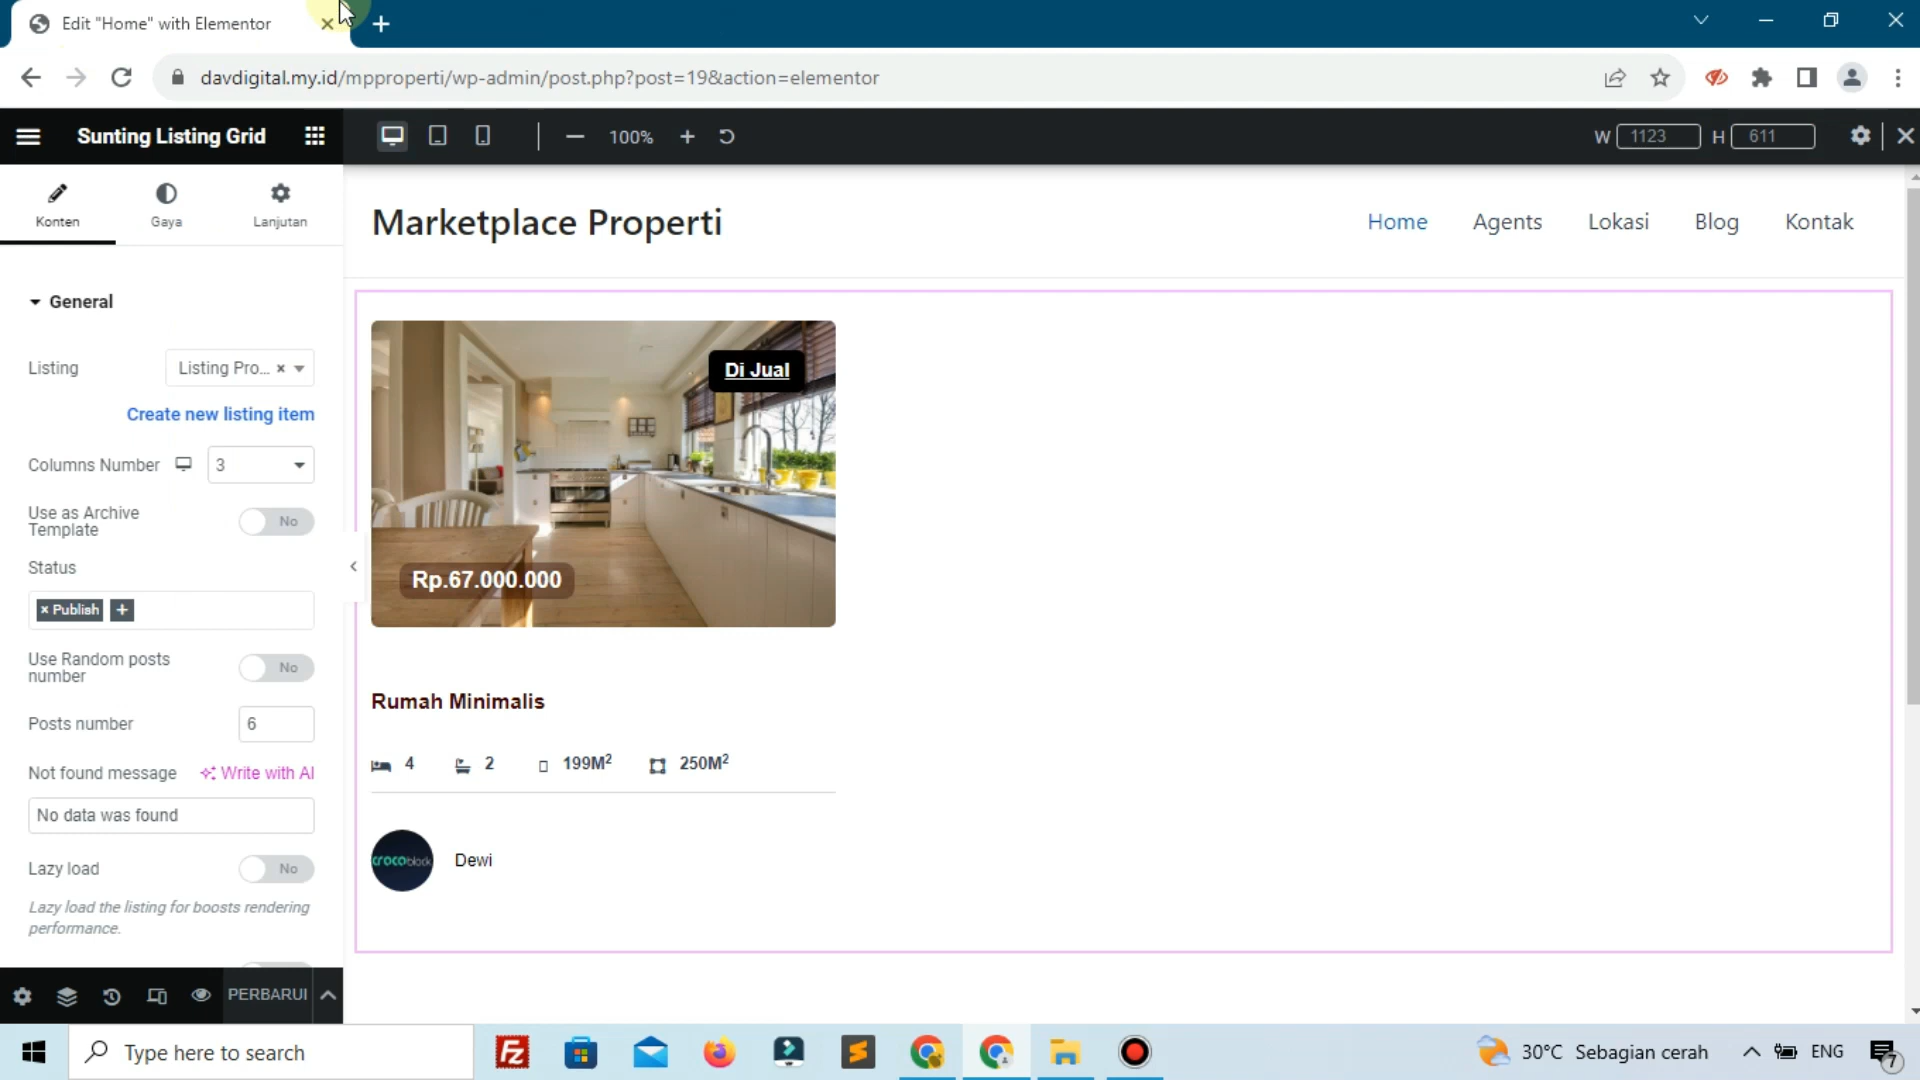 Edit "Home" with Elementor
davdigital.my.id/mpproperti/wp-admin/post.php?post=19&action=elementor
Sunting Listing Grid
100%
W 1123 H 611
Konten
Gaya
Lanjutan
Marketplace Properti
Home
Agents
Lokasi
Blog
Kontak
General
Listing
Listing Pro... × 
Create new listing item
Columns Number
3
Use as Archive
Template
No
Status
× Publish +
Use Random posts
number
No
Posts number
6
Not found message
Write with AI
No data was found
Lazy load
No
Lazy load the listing for boosts rendering
performance.
PERBARUI
Di Jual
Rp.67.000.000
Rumah Minimalis
4
2
199M²
250M²
crocoblock
Dewi
Type here to search
30°C Sebagian cerah
ENG
7